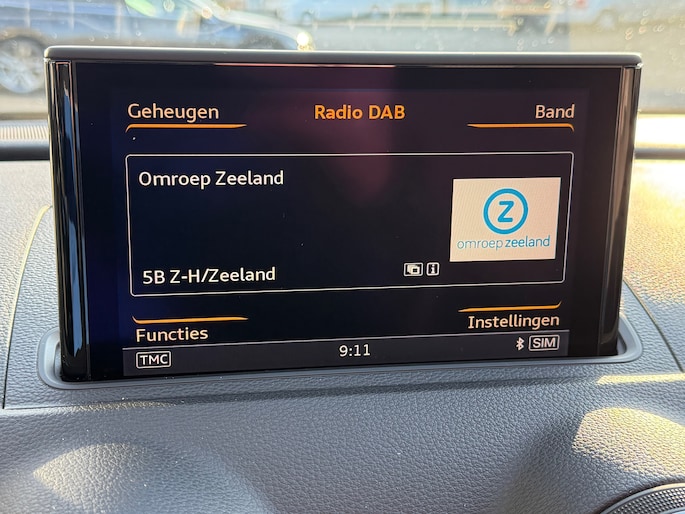 Geheugen Radio DAB Band
Omroep Zeeland
Z
omroep zeeland
5B Z-H/Zeeland
i
Functies Instellingen
TMC 9:11 SIM